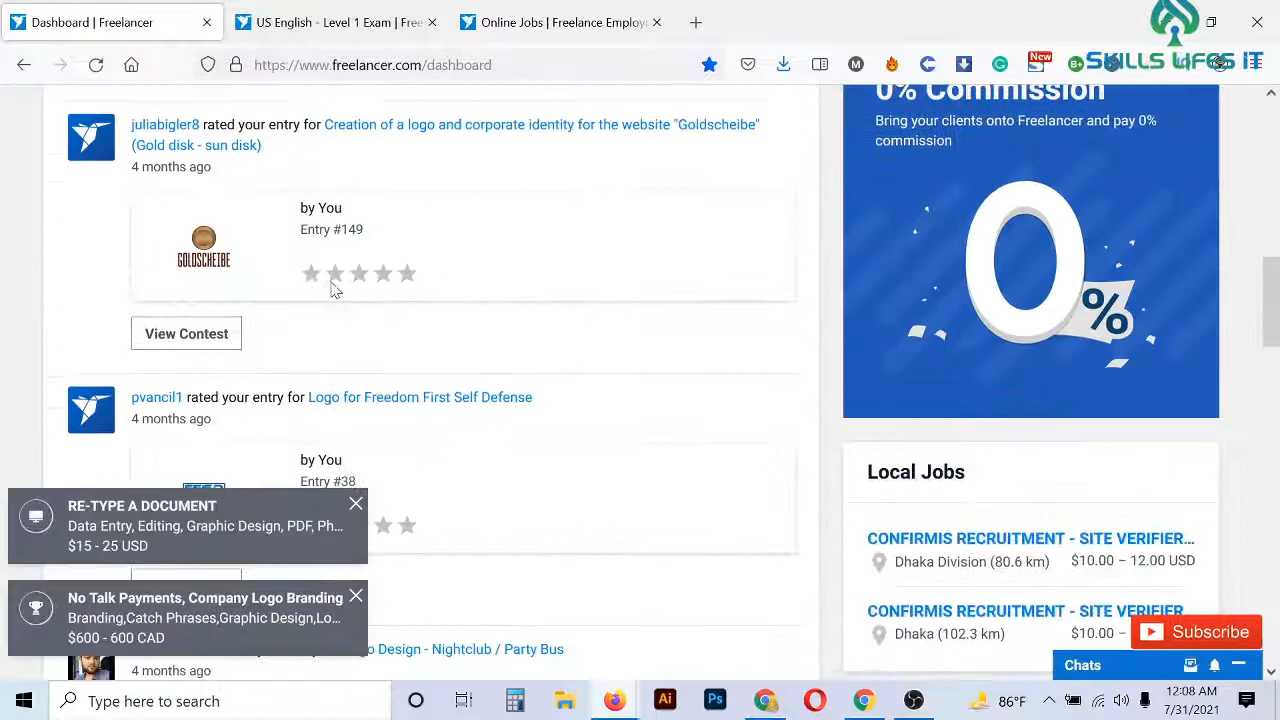 Dashboard | Freelancer
US English - Level 1 Exam | Free
Online Jobs | Freelance Employ
SKILLS LIFES IT
https://www.freelancer.com/dashboard
New
0% Commission
Bring your clients onto Freelancer and pay 0%
commission
juliabigler8 rated your entry for Creation of a logo and corporate identity for the website "Goldscheibe"
(Gold disk - sun disk)
4 months ago
by You
Entry #149
GOLDSCHEIBE
View Contest
0%
pvancil1 rated your entry for Logo for Freedom First Self Defense
4 months ago
by You
Entry #38
Local Jobs
CONFIRMIS RECRUITMENT - SITE VERIFIER...
Dhaka Division (80.6 km) $10.00 – 12.00 USD
CONFIRMIS RECRUITMENT - SITE VERIFIER
Dhaka (102.3 km) $10.00 –
RE-TYPE A DOCUMENT
Data Entry, Editing, Graphic Design, PDF, Ph...
$15 - 25 USD
No Talk Payments, Company Logo Branding
Branding,Catch Phrases,Graphic Design,Lo...
$600 - 600 CAD
Design - Nightclub / Party Bus
4 months ago
Subscribe
Chats
Type here to search
Ai
Ps
86°F
12:08 AM
7/31/2021